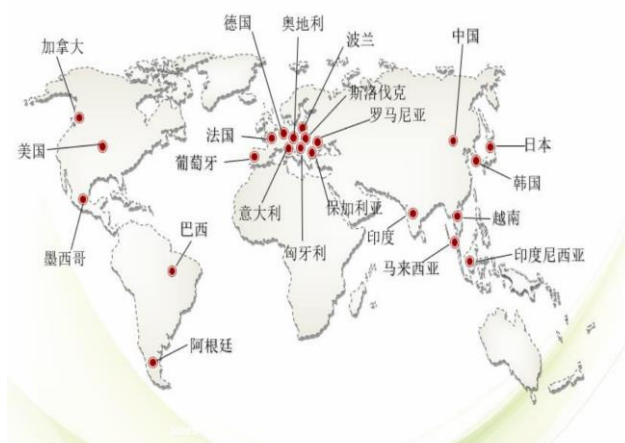 德国
奥地利
波兰
中国
加拿大
斯洛伐克
罗马尼亚
法国
美国
日本
葡萄牙
韩国
意大利
保加利亚
越南
巴西
印度
匈牙利
墨西哥
马来西亚
印度尼西亚
阿根廷